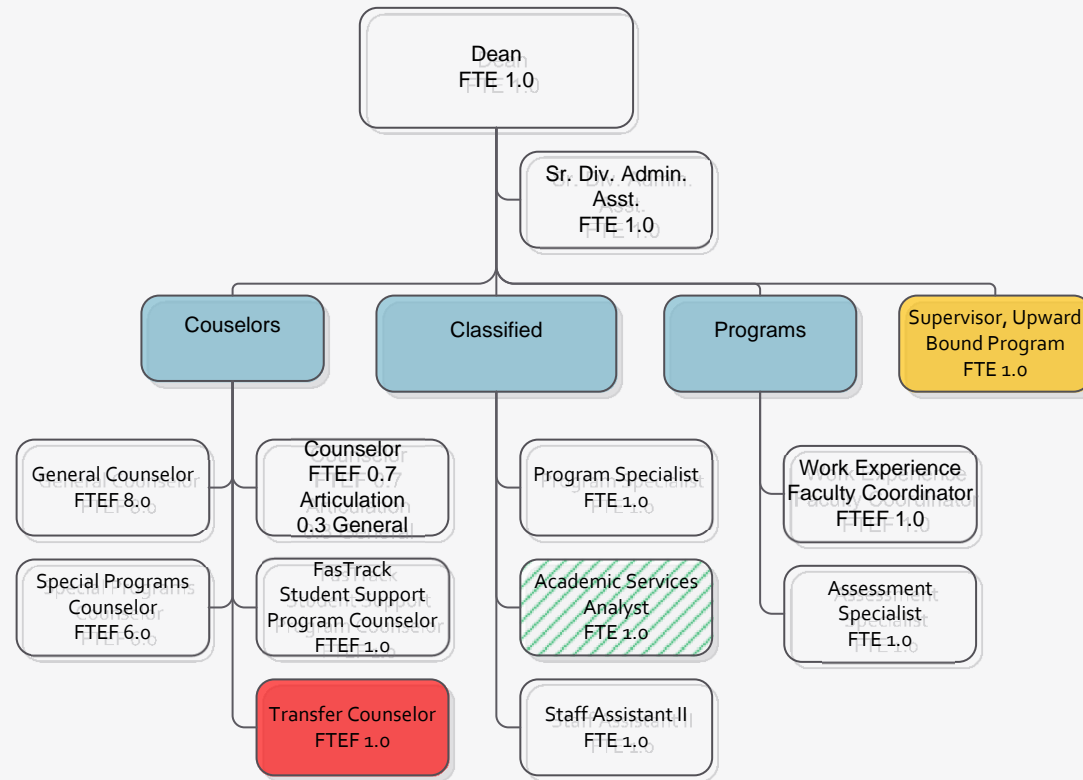 Dean
FTE 1.0
Sr. Div. Admin.
Asst.
FTE 1.0
Couselors
Classified
Programs
Supervisor, Upward
Bound Program
FTE 1.0
General Counselor
FTEF 8.0
Counselor
FTEF 0.7
Articulation
0.3 General
Program Specialist
FTE 1.0
Work Experience
Faculty Coordinator
FTEF 1.0
Special Programs
Counselor
FTEF 6.0
FasTrack
Student Support
Program Counselor
FTEF 1.0
Academic Services
Analyst
FTE 1.0
Assessment
Specialist
FTE 1.0
Transfer Counselor
FTEF 1.0
Staff Assistant II
FTE 1.0